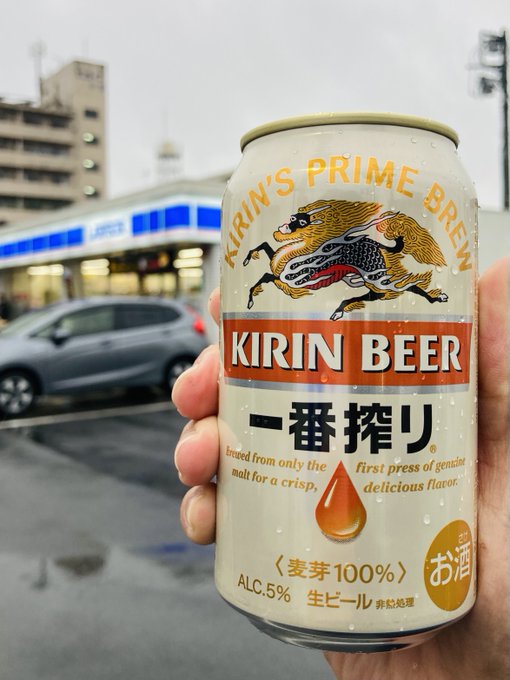 KIRIN'S PRIME BREW
KIRIN BEER
一番搾り®
Brewed from only the first press of genuine
malt for a crisp, delicious flavor.
〈麦芽100%〉
ALC.5% 生ビール 非熱処理
さけ
お酒